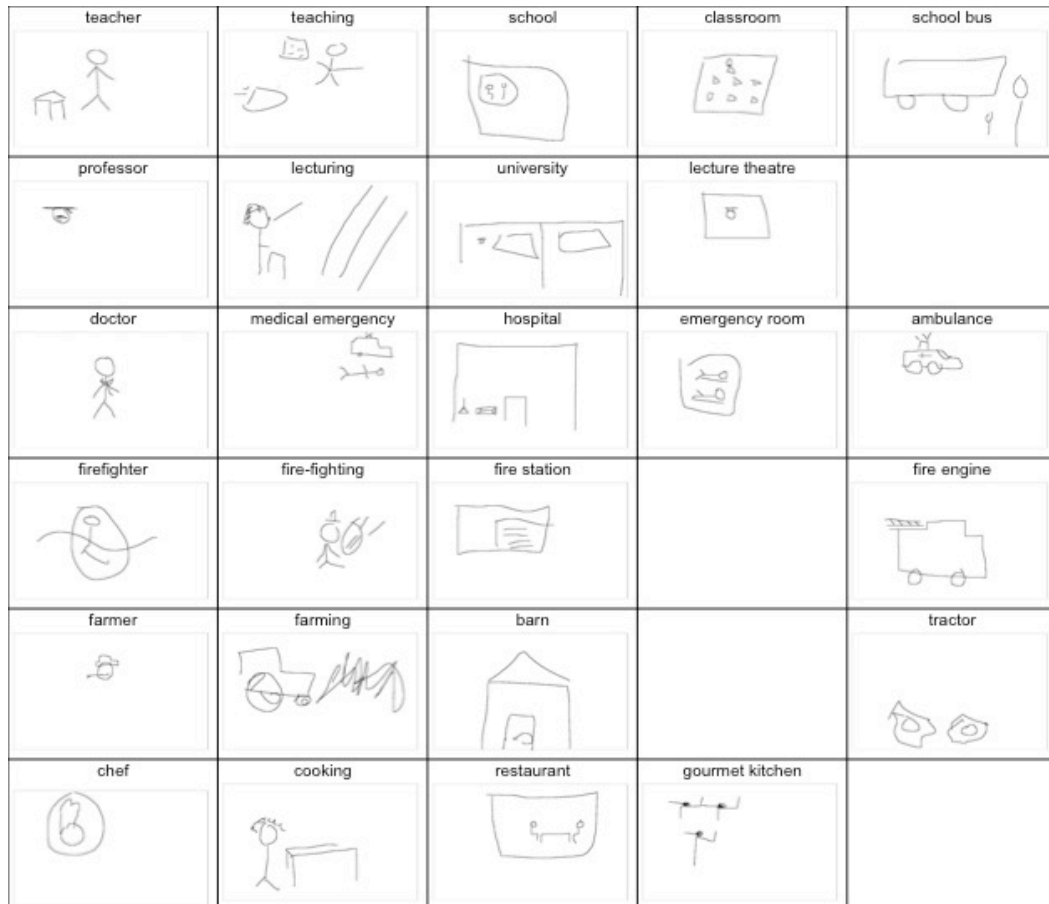 teacher teaching school classroom school bus
professor lecturing university lecture theatre
doctor medical emergency hospital emergency room ambulance
firefighter fire-fighting fire station fire engine
farmer farming barn tractor
chef cooking restaurant gourmet kitchen